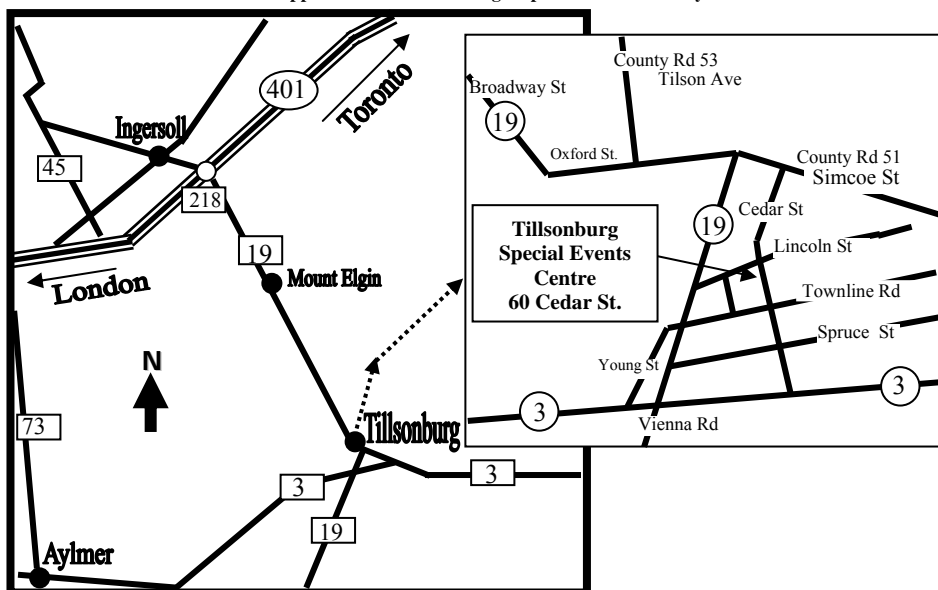 401
Toronto
Ingersoll
45
218
London
19
Mount Elgin
N
73
Tillsonburg
3
3
19
Aylmer
County Rd 53
Tilson Ave
Broadway St
19
Oxford St.
County Rd 51
Simcoe St
Cedar St
19
Lincoln St
Tillsonburg
Special Events
Centre
60 Cedar St.
Townline Rd
Spruce St
Young St
3
3
Vienna Rd